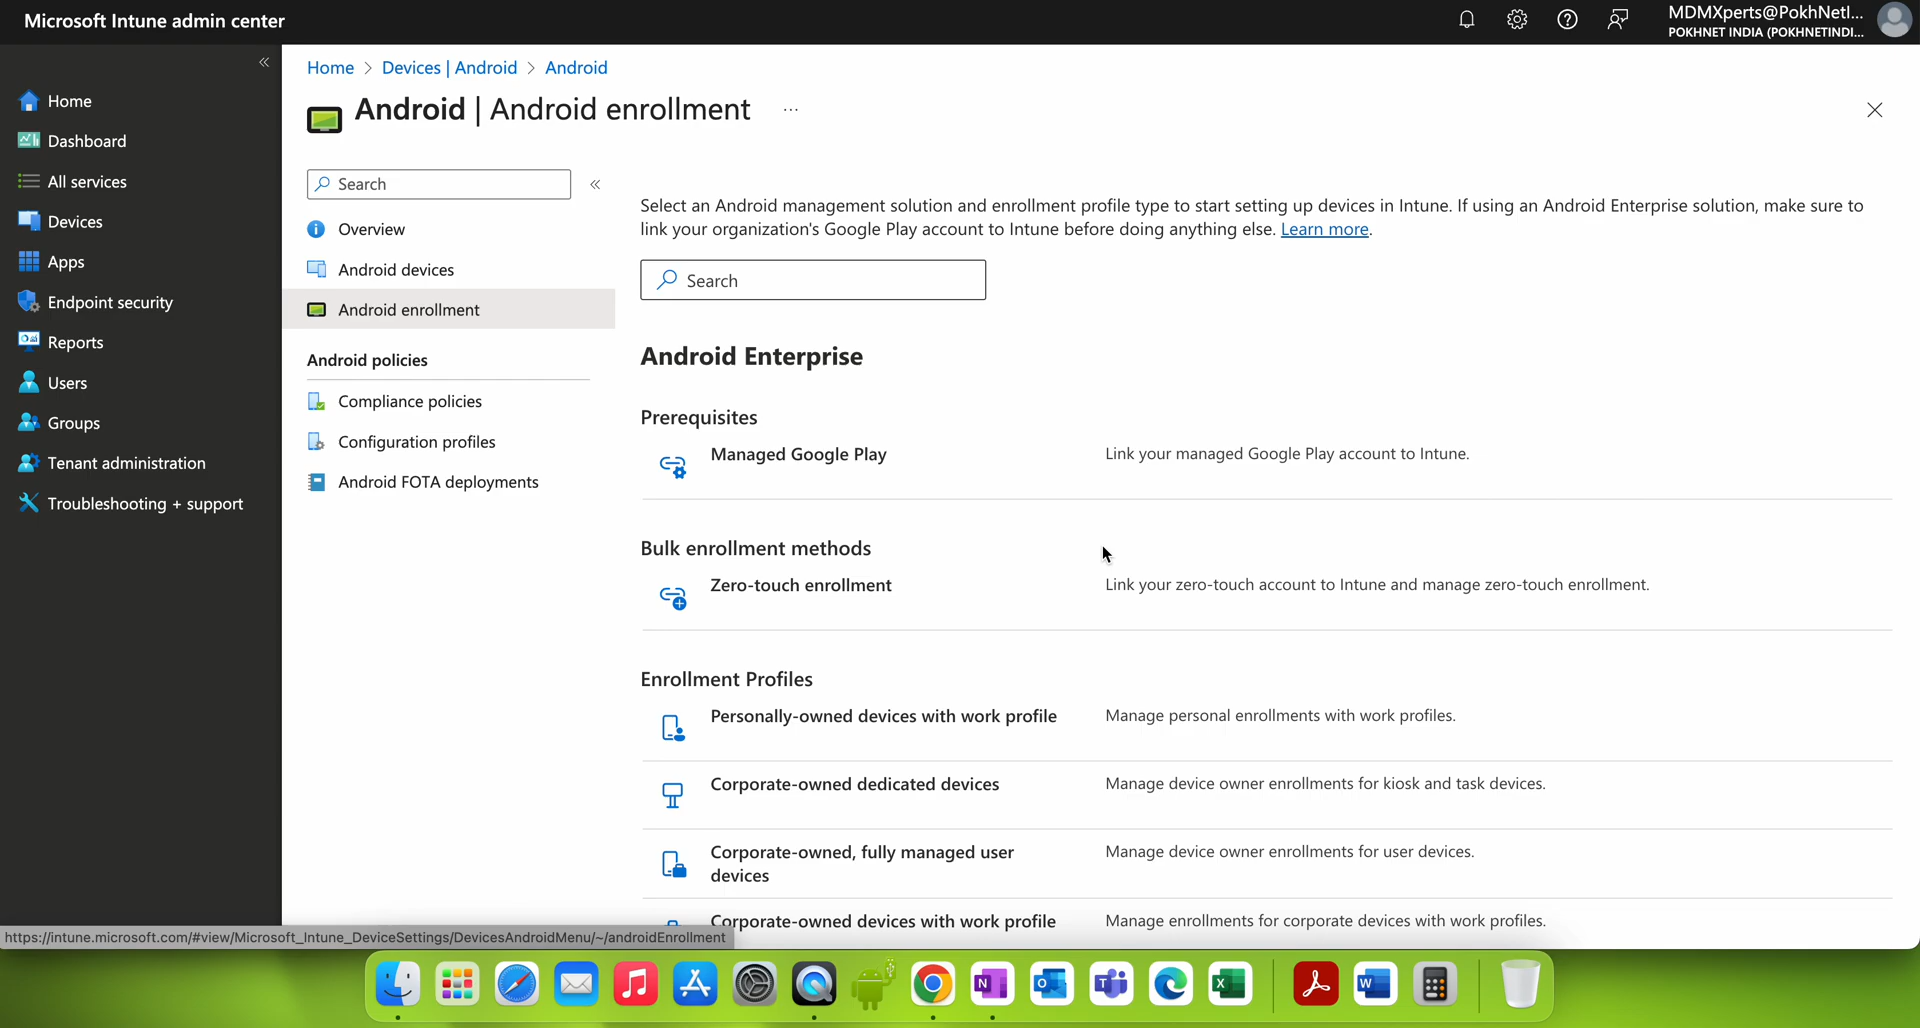 Microsoft Intune admin center
MDMXperts@PokhNetI...
POKHNET INDIA (POKHNETINDI...
Home
Dashboard
All services
Devices
Apps
Endpoint security
Reports
Users
Groups
Tenant administration
Troubleshooting + support
Home > Devices | Android > Android
Android | Android enrollment ...
Search
Overview
Android devices
Android enrollment
Android policies
Compliance policies
Configuration profiles
Android FOTA deployments
Select an Android management solution and enrollment profile type to start setting up devices in Intune. If using an Android Enterprise solution, make sure to
link your organization's Google Play account to Intune before doing anything else. Learn more.
Search
Android Enterprise
Prerequisites
Managed Google Play
Link your managed Google Play account to Intune.
Bulk enrollment methods
Zero-touch enrollment
Link your zero-touch account to Intune and manage zero-touch enrollment.
Enrollment Profiles
Personally-owned devices with work profile
Manage personal enrollments with work profiles.
Corporate-owned dedicated devices
Manage device owner enrollments for kiosk and task devices.
Corporate-owned, fully managed user
devices
Manage device owner enrollments for user devices.
Corporate-owned devices with work profile
Manage enrollments for corporate devices with work profiles.
https://intune.microsoft.com/#view/Microsoft_Intune_DeviceSettings/DevicesAndroidMenu/~/androidEnrollment